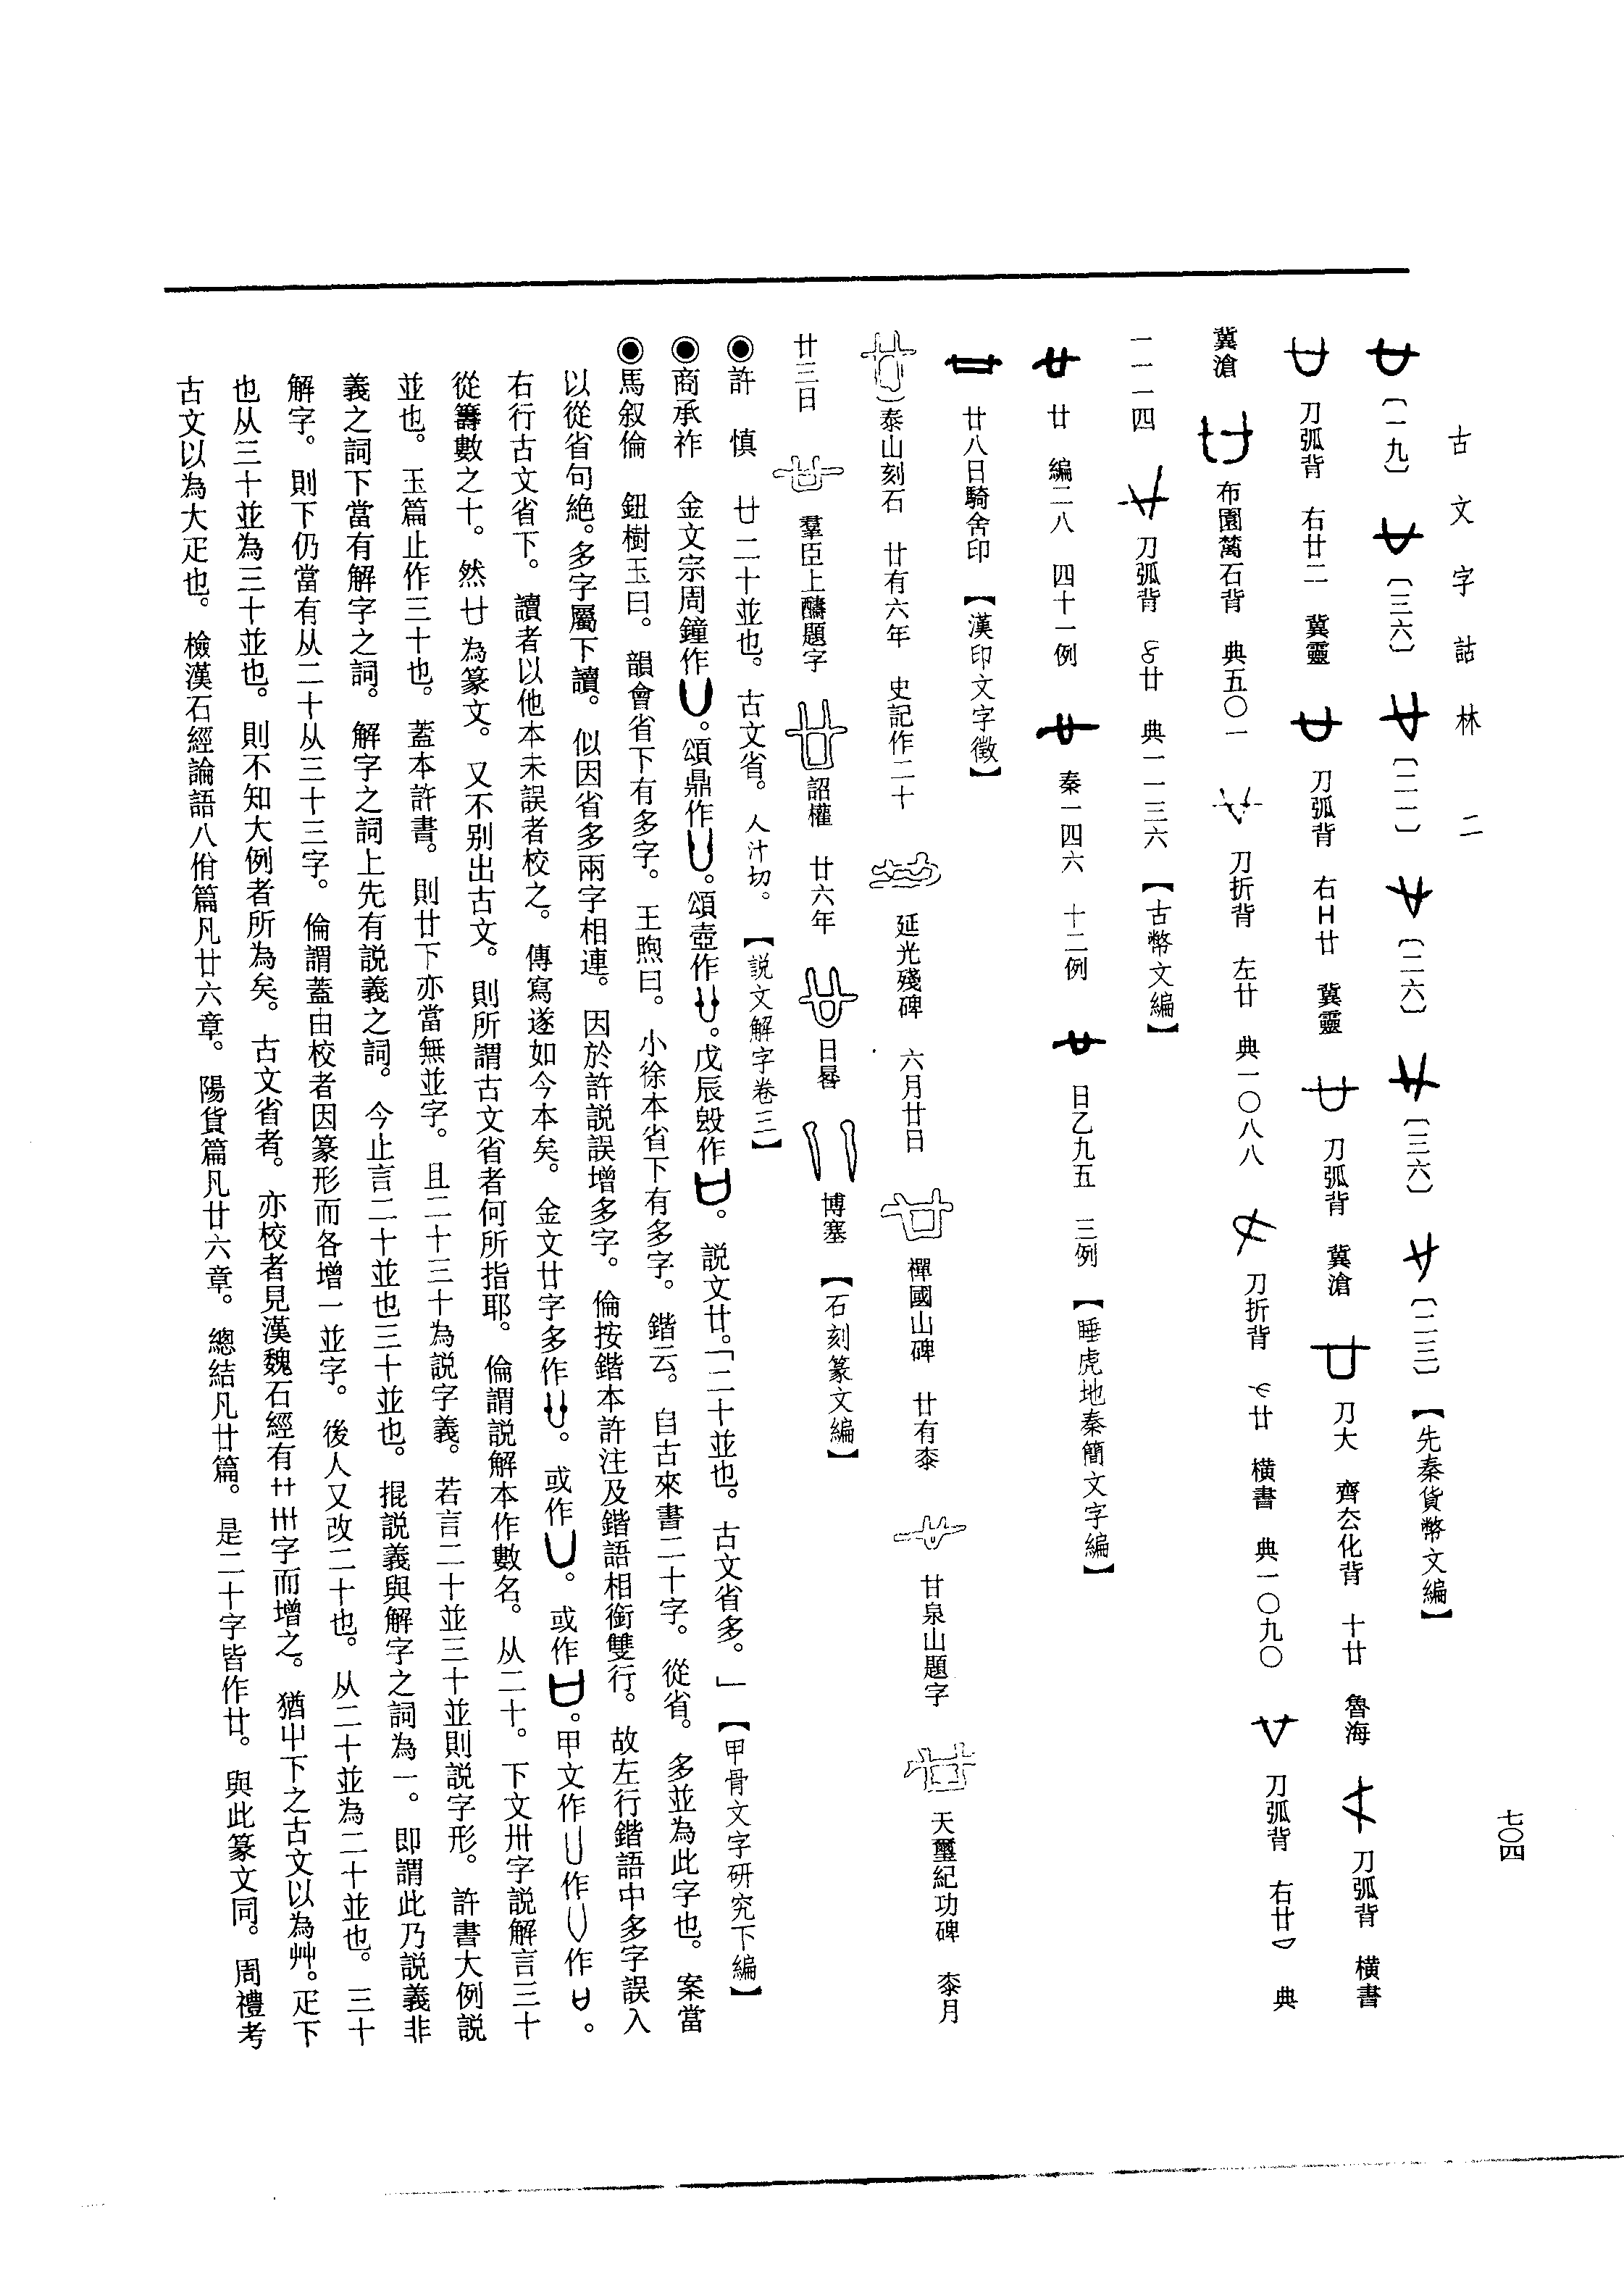 古文字詁林 二
七〇四
〔一九〕 〔三六〕 〔二二〕 〔二六〕 〔三六〕 〔二三〕 【先秦貨幣文編】
刀弧背 右廿二 冀靈 刀弧背 右廿 冀靈 刀弧背 冀滄 刀大 齊厺化背 十廿 魯海 刀弧背 橫書
冀滄 布園蔿石背 典五〇一 刀折背 左廿 典一〇八八 刀折背 廿 橫書 典一〇九〇 刀弧背 右廿 典
一一一四 刀弧背 廿 典一一三六 【古幣文編】
廿 編二八 四十一例 秦一四六 十二例 日乙九五 三例 【睡虎地秦簡文字編】
廿八日騎舍印 【漢印文字徵】
泰山刻石 廿有六年 史記作二十 延光殘碑 六月廿日 禪國山碑 廿有桼 甘泉山題字 天璽紀功碑 桼月
廿三日 羣臣上醻題字 詔權 廿六年 日晷 博塞 【石刻篆文編】
◉許 慎 廿二十並也。古文省。人汁切。 【説文解字卷三】
◉商承祚 金文宗周鐘作。頌鼎作。頌壺作。戊辰毁作。説文廿。「二十並也。古文省多。」 【甲骨文字研究下編】
◉馬叙倫 鈕樹玉曰。韻會省下有多字。王煦曰。小徐本省下有多字。鍇云。自古來書二十字。從省。多並為此字也。案當
以從省句絶。多字屬下讀。似因省多兩字相連。因於許説誤增多字。倫按鍇本許注及鍇語相銜雙行。故左行鍇語中多字誤入
右行古文省下。讀者以他本未誤者校之。傳寫遂如今本矣。金文廿字多作。或作。或作。甲文作作作。
從籌數之十。然廿為篆文。又不别出古文。則所謂古文省者何所指耶。倫謂説解本作數名。从二十。下文卅字説解言三十
並也。玉篇止作三十也。蓋本許書。則廿下亦當無並字。且二十三十為説字義。若言二十並三十並則説字形。許書大例説
義之詞下當有解字之詞。解字之詞上先有説義之詞。今止言二十並也三十並也。掍説義與解字之詞為一。即謂此乃説義非
解字。則下仍當有从二十从三十三字。倫謂蓋由校者因篆形而各增一並字。後人又改二十也。从二十並為二十並也。三十
也从三十並為三十並也。則不知大例者所為矣。古文省者。亦校者見漢魏石經有卄卅字而增之。猶屮下之古文以為艸。疋下
古文以為大疋也。檢漢石經論語八佾篇凡廿六章。陽貨篇凡廿六章。總結凡廿篇。是二十字皆作廿。與此篆文同。周禮考